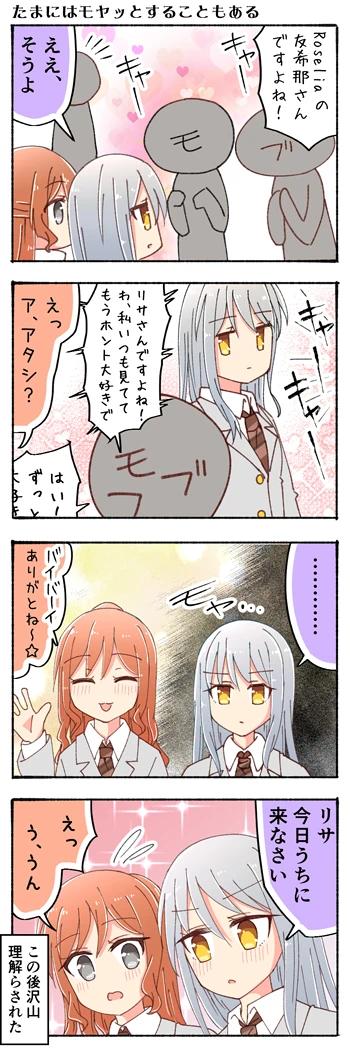 たまにはモヤッとすることもある
Roseliaの
友希那さん
ですよね!
キャー
キャー
ええ、
そうよ
モ
ブ
キャー
キャー
リサさんですよね!
わ、私いつも見てて
もうホント大好きで
えっ
ア、アタシ?
モブ
はい!
ずっと
大好き
…………
モヤ…
バイバーイ
ありがとね～☆
リサ
今日うちに
来なさい
えっ
う、うん
この後沢山
理解らされた